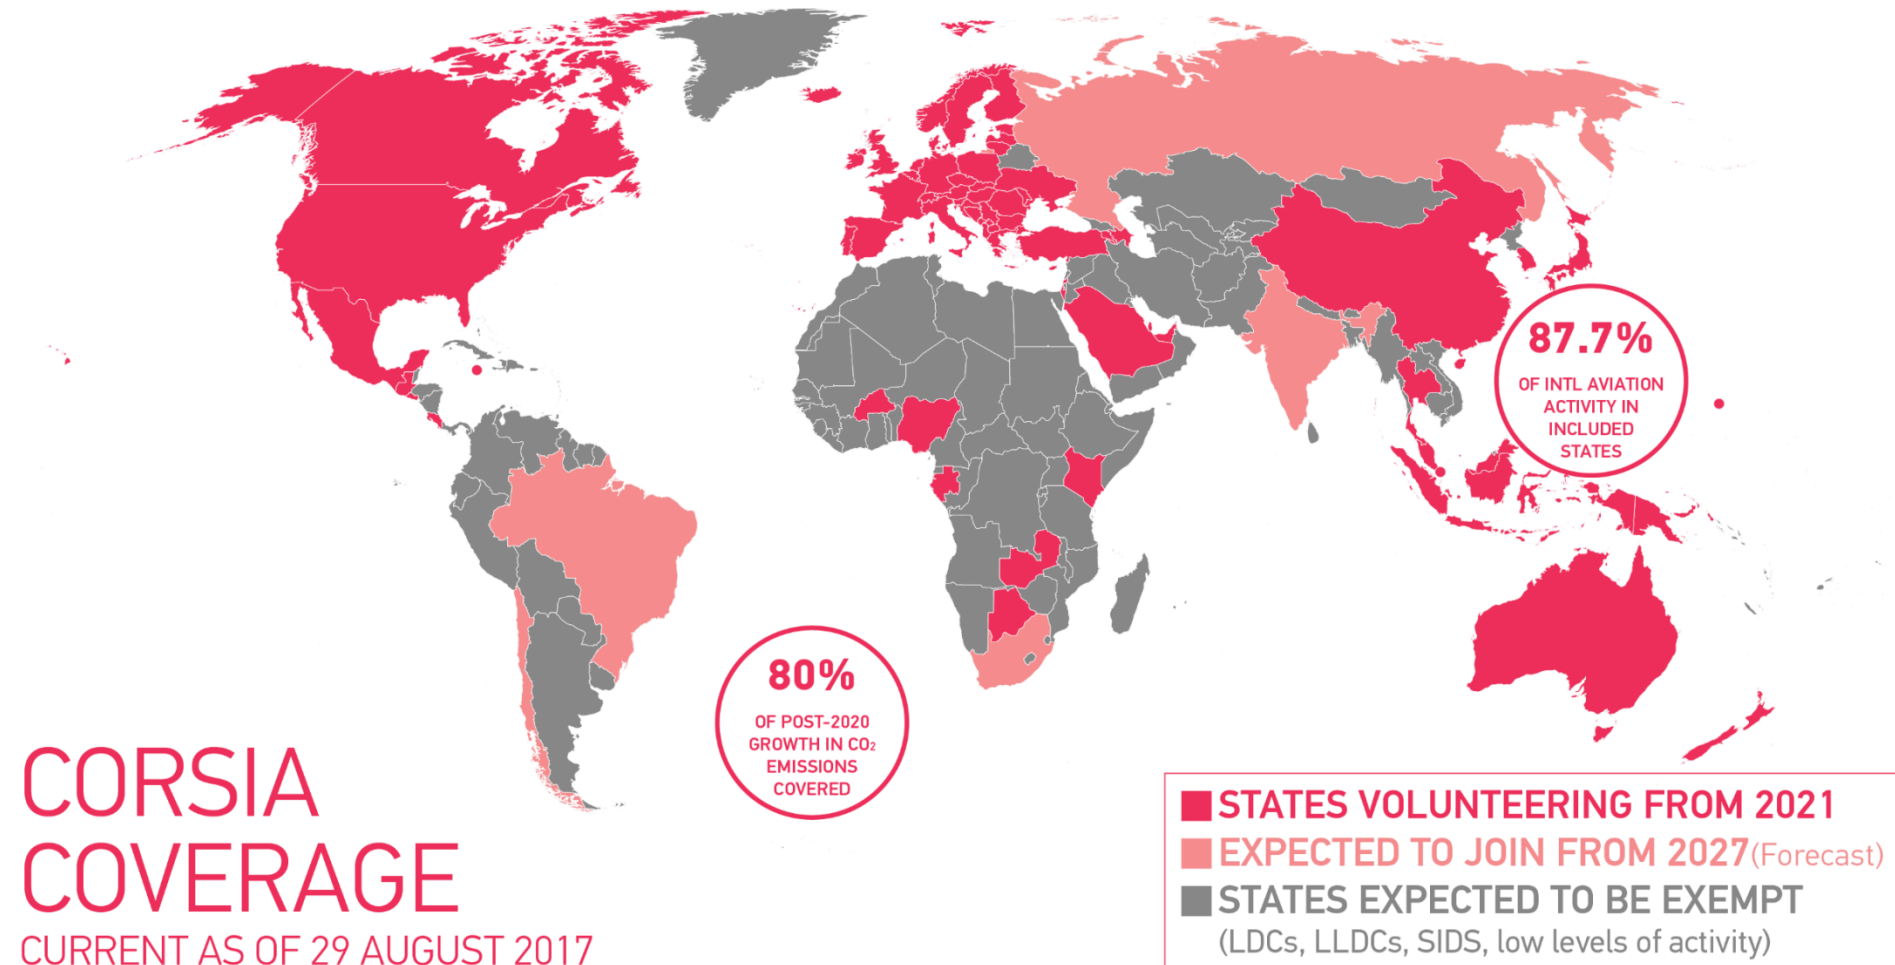 87.7%
OF INTL AVIATION
ACTIVITY IN
INCLUDED
STATES
80%
OF POST-2020
GROWTH IN CO₂
EMISSIONS
COVERED
CORSIA
COVERAGE
CURRENT AS OF 29 AUGUST 2017
STATES VOLUNTEERING FROM 2021
EXPECTED TO JOIN FROM 2027(Forecast)
STATES EXPECTED TO BE EXEMPT
(LDCs, LLDCs, SIDS, low levels of activity)